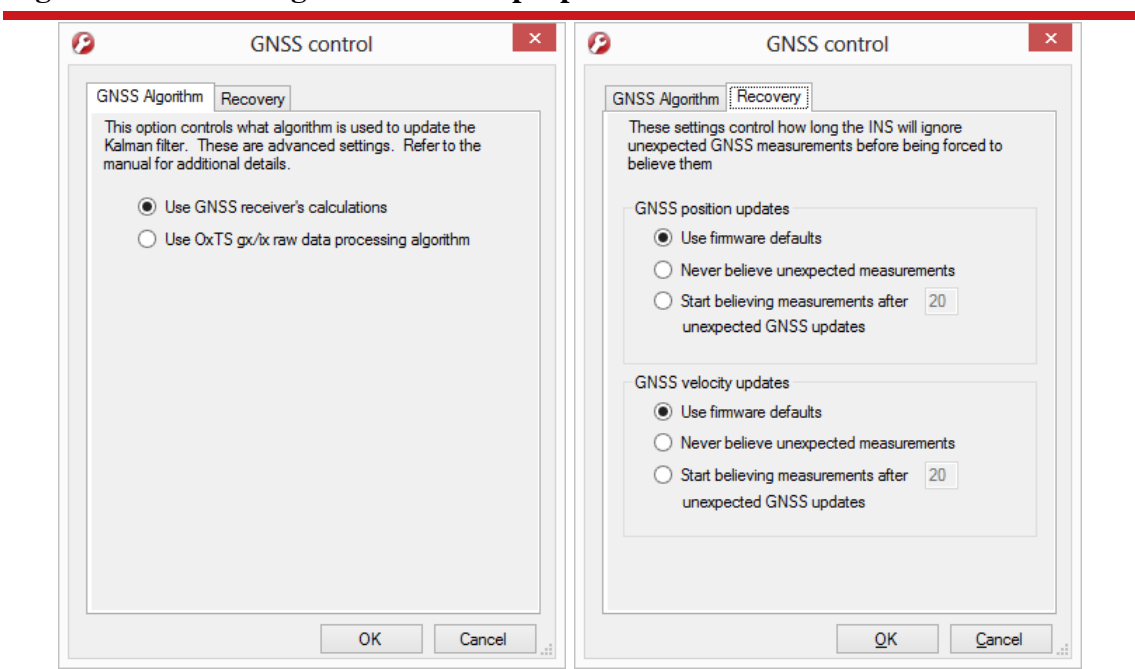 GNSS control
GNSS Algorithm Recovery
This option controls what algorithm is used to update the
Kalman filter. These are advanced settings. Refer to the
manual for additional details.
Use GNSS receiver's calculations
Use OxTS gx/ix raw data processing algorithm
OK Cancel
GNSS control
GNSS Algorithm Recovery
These settings control how long the INS will ignore
unexpected GNSS measurements before being forced to
believe them
GNSS position updates
Use firmware defaults
Never believe unexpected measurements
Start believing measurements after 20
unexpected GNSS updates
GNSS velocity updates
Use firmware defaults
Never believe unexpected measurements
Start believing measurements after 20
unexpected GNSS updates
OK Cancel